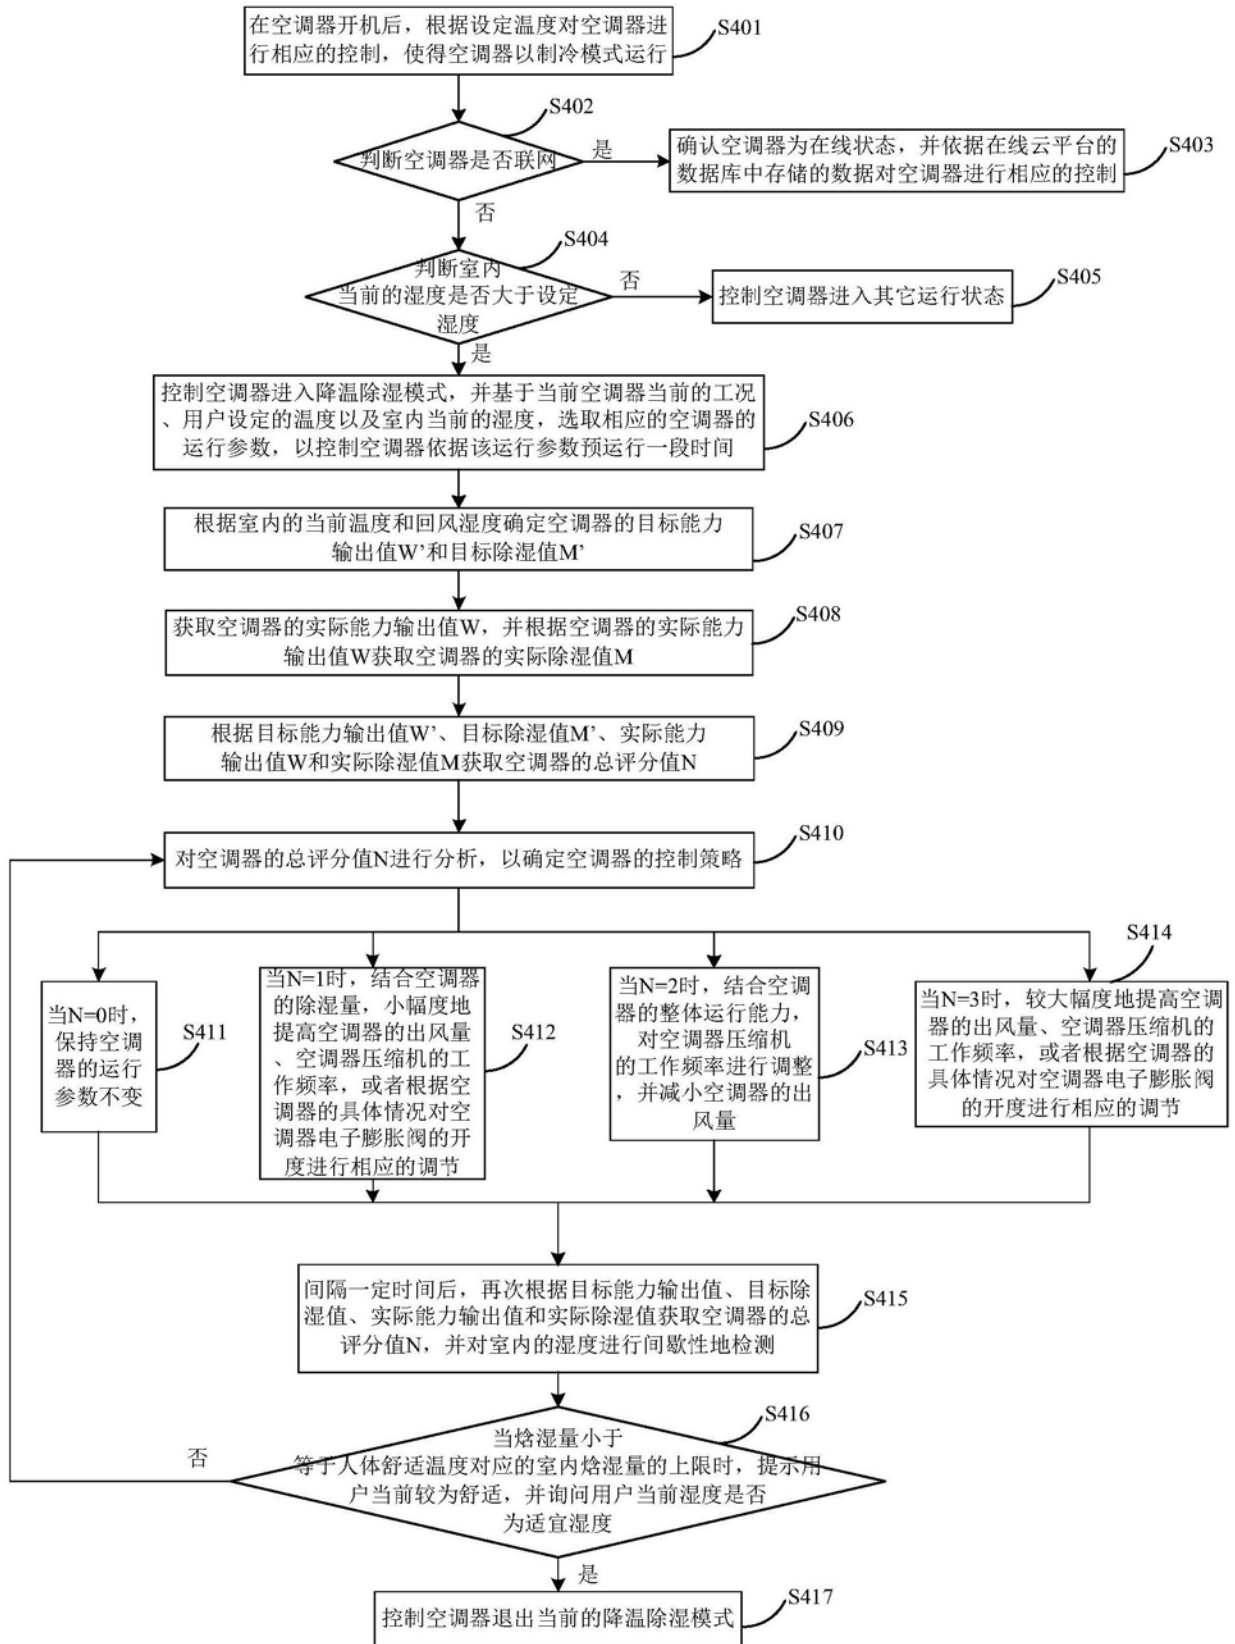 在空调器开机后，根据设定温度对空调器进
行相应的控制，使得空调器以制冷模式运行
S401
S402
判断空调器是否联网
是
确认空调器为在线状态，并依据在线云平台的
数据库中存储的数据对空调器进行相应的控制
S403
否
S404
判断室内
当前的湿度是否大于设定
湿度
否
控制空调器进入其它运行状态
S405
是
控制空调器进入降温除湿模式，并基于当前空调器当前的工况
、用户设定的温度以及室内当前的湿度，选取相应的空调器的
运行参数，以控制空调器依据该运行参数预运行一段时间
S406
根据室内的当前温度和回风湿度确定空调器的目标能力
输出值W’和目标除湿值M’
S407
获取空调器的实际能力输出值W，并根据空调器的实际能力
输出值W获取空调器的实际除湿值M
S408
根据目标能力输出值W’、目标除湿值M’、实际能力
输出值W和实际除湿值M获取空调器的总评分值N
S409
对空调器的总评分值N进行分析，以确定空调器的控制策略
S410
当N=0时，
保持空调
器的运行
参数不变
S411
当N=1时，结合空调器
的除湿量，小幅度地
提高空调器的出风量
、空调器压缩机的工
作频率，或者根据空
调器的具体情况对空
调器电子膨胀阀的开
度进行相应的调节
S412
当N=2时，结合空调
器的整体运行能力，
对空调器压缩机
的工作频率进行调整
，并减小空调器的出
风量
S413
S414
当N=3时，较大幅度地提高空调
器的出风量、空调器压缩机的
工作频率，或者根据空调器的
具体情况对空调器电子膨胀阀
的开度进行相应的调节
间隔一定时间后，再次根据目标能力输出值、目标除
湿值、实际能力输出值和实际除湿值获取空调器的总
评分值N，并对室内的湿度进行间歇性地检测
S415
S416
否
当焓湿量小于
等于人体舒适温度对应的室内焓湿量的上限时，提示用
户当前较为舒适，并询问用户当前湿度是否
为适宜湿度
是
控制空调器退出当前的降温除湿模式
S417